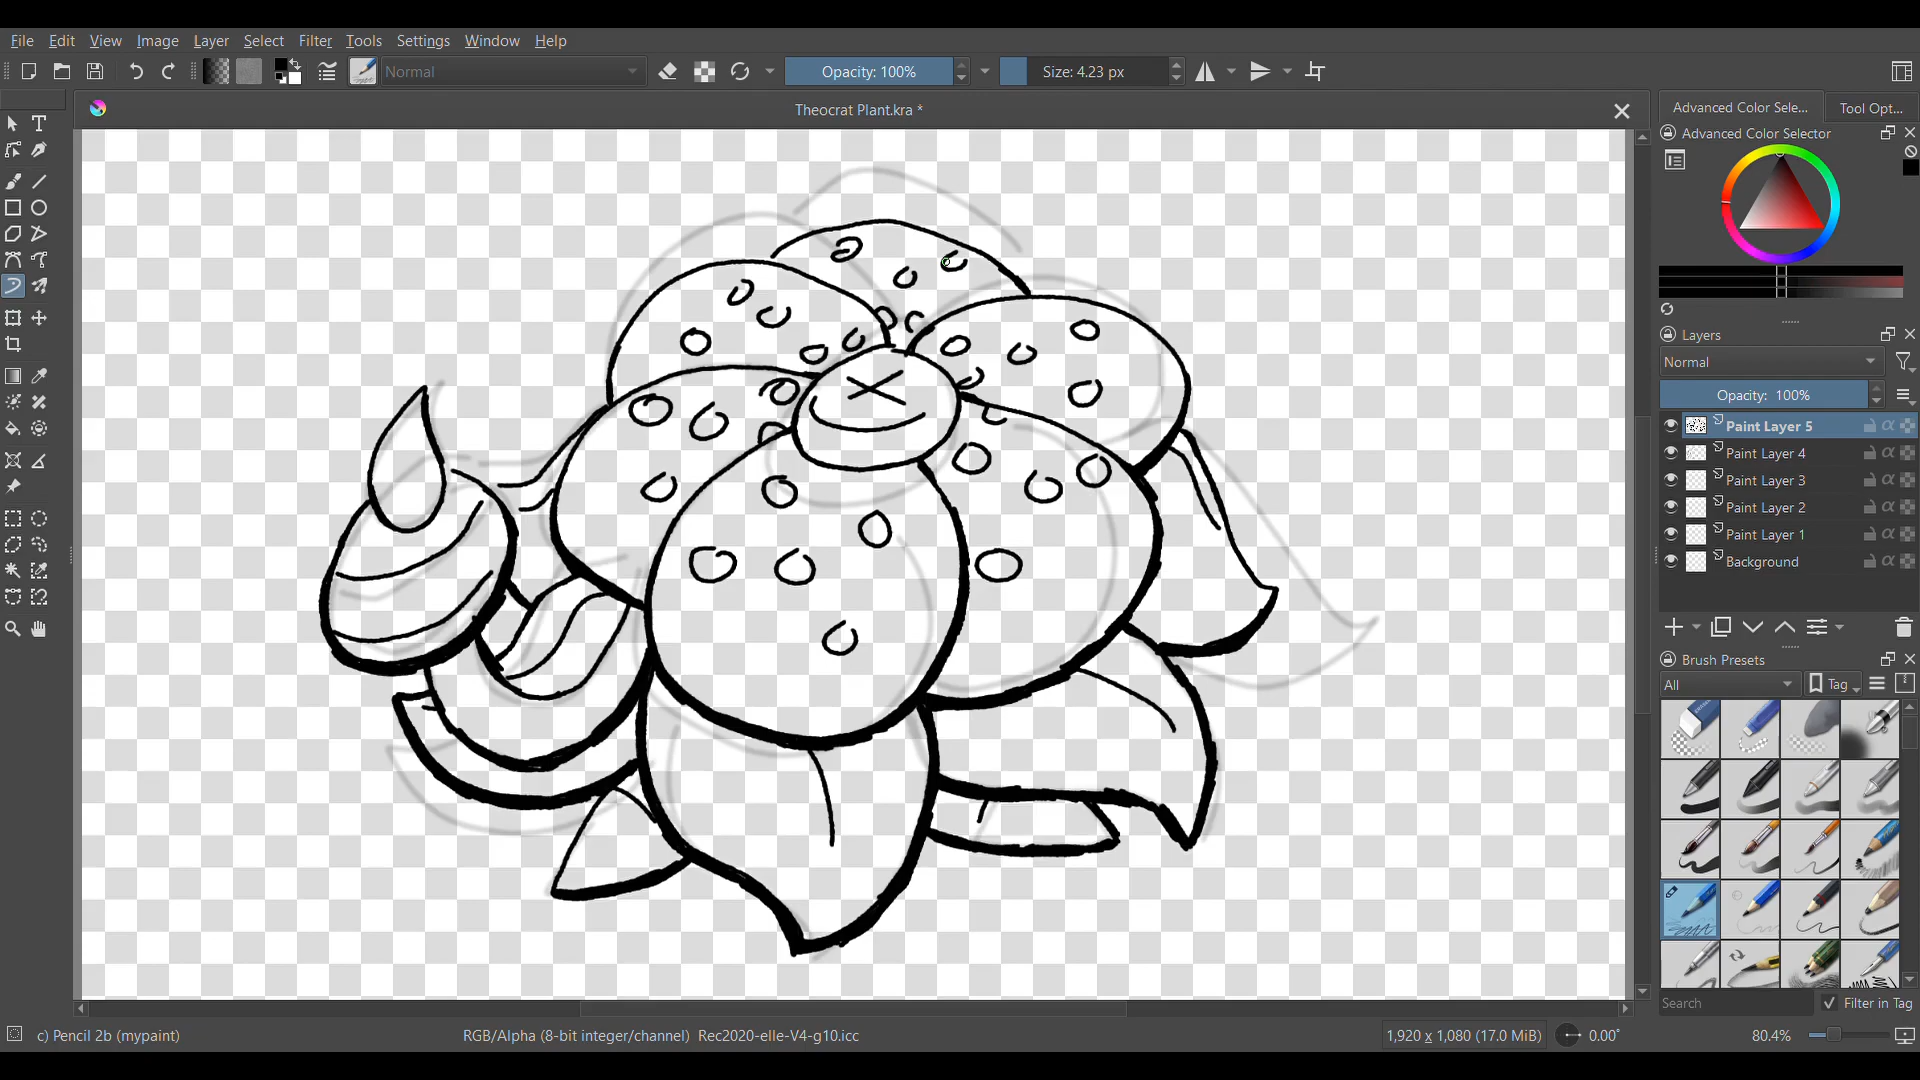 File Edit View Image Layer Select Filter Tools Settings Window Help
Normal Opacity: 100% Size: 4.23 px
Theocrat Plant.kra *
Advanced Color Sele... Tool Opt...
Advanced Color Selector
Layers
Normal
Opacity: 100%
Paint Layer 5
Paint Layer 4
Paint Layer 3
Paint Layer 2
Paint Layer 1
Background
Brush Presets
All Tag
Search Filter in Tag
c) Pencil 2b (mypaint) RGB/Alpha (8-bit integer/channel) Rec2020-elle-V4-g10.icc 1,920 x 1,080 (17.0 MiB) 0.00° 80.4%